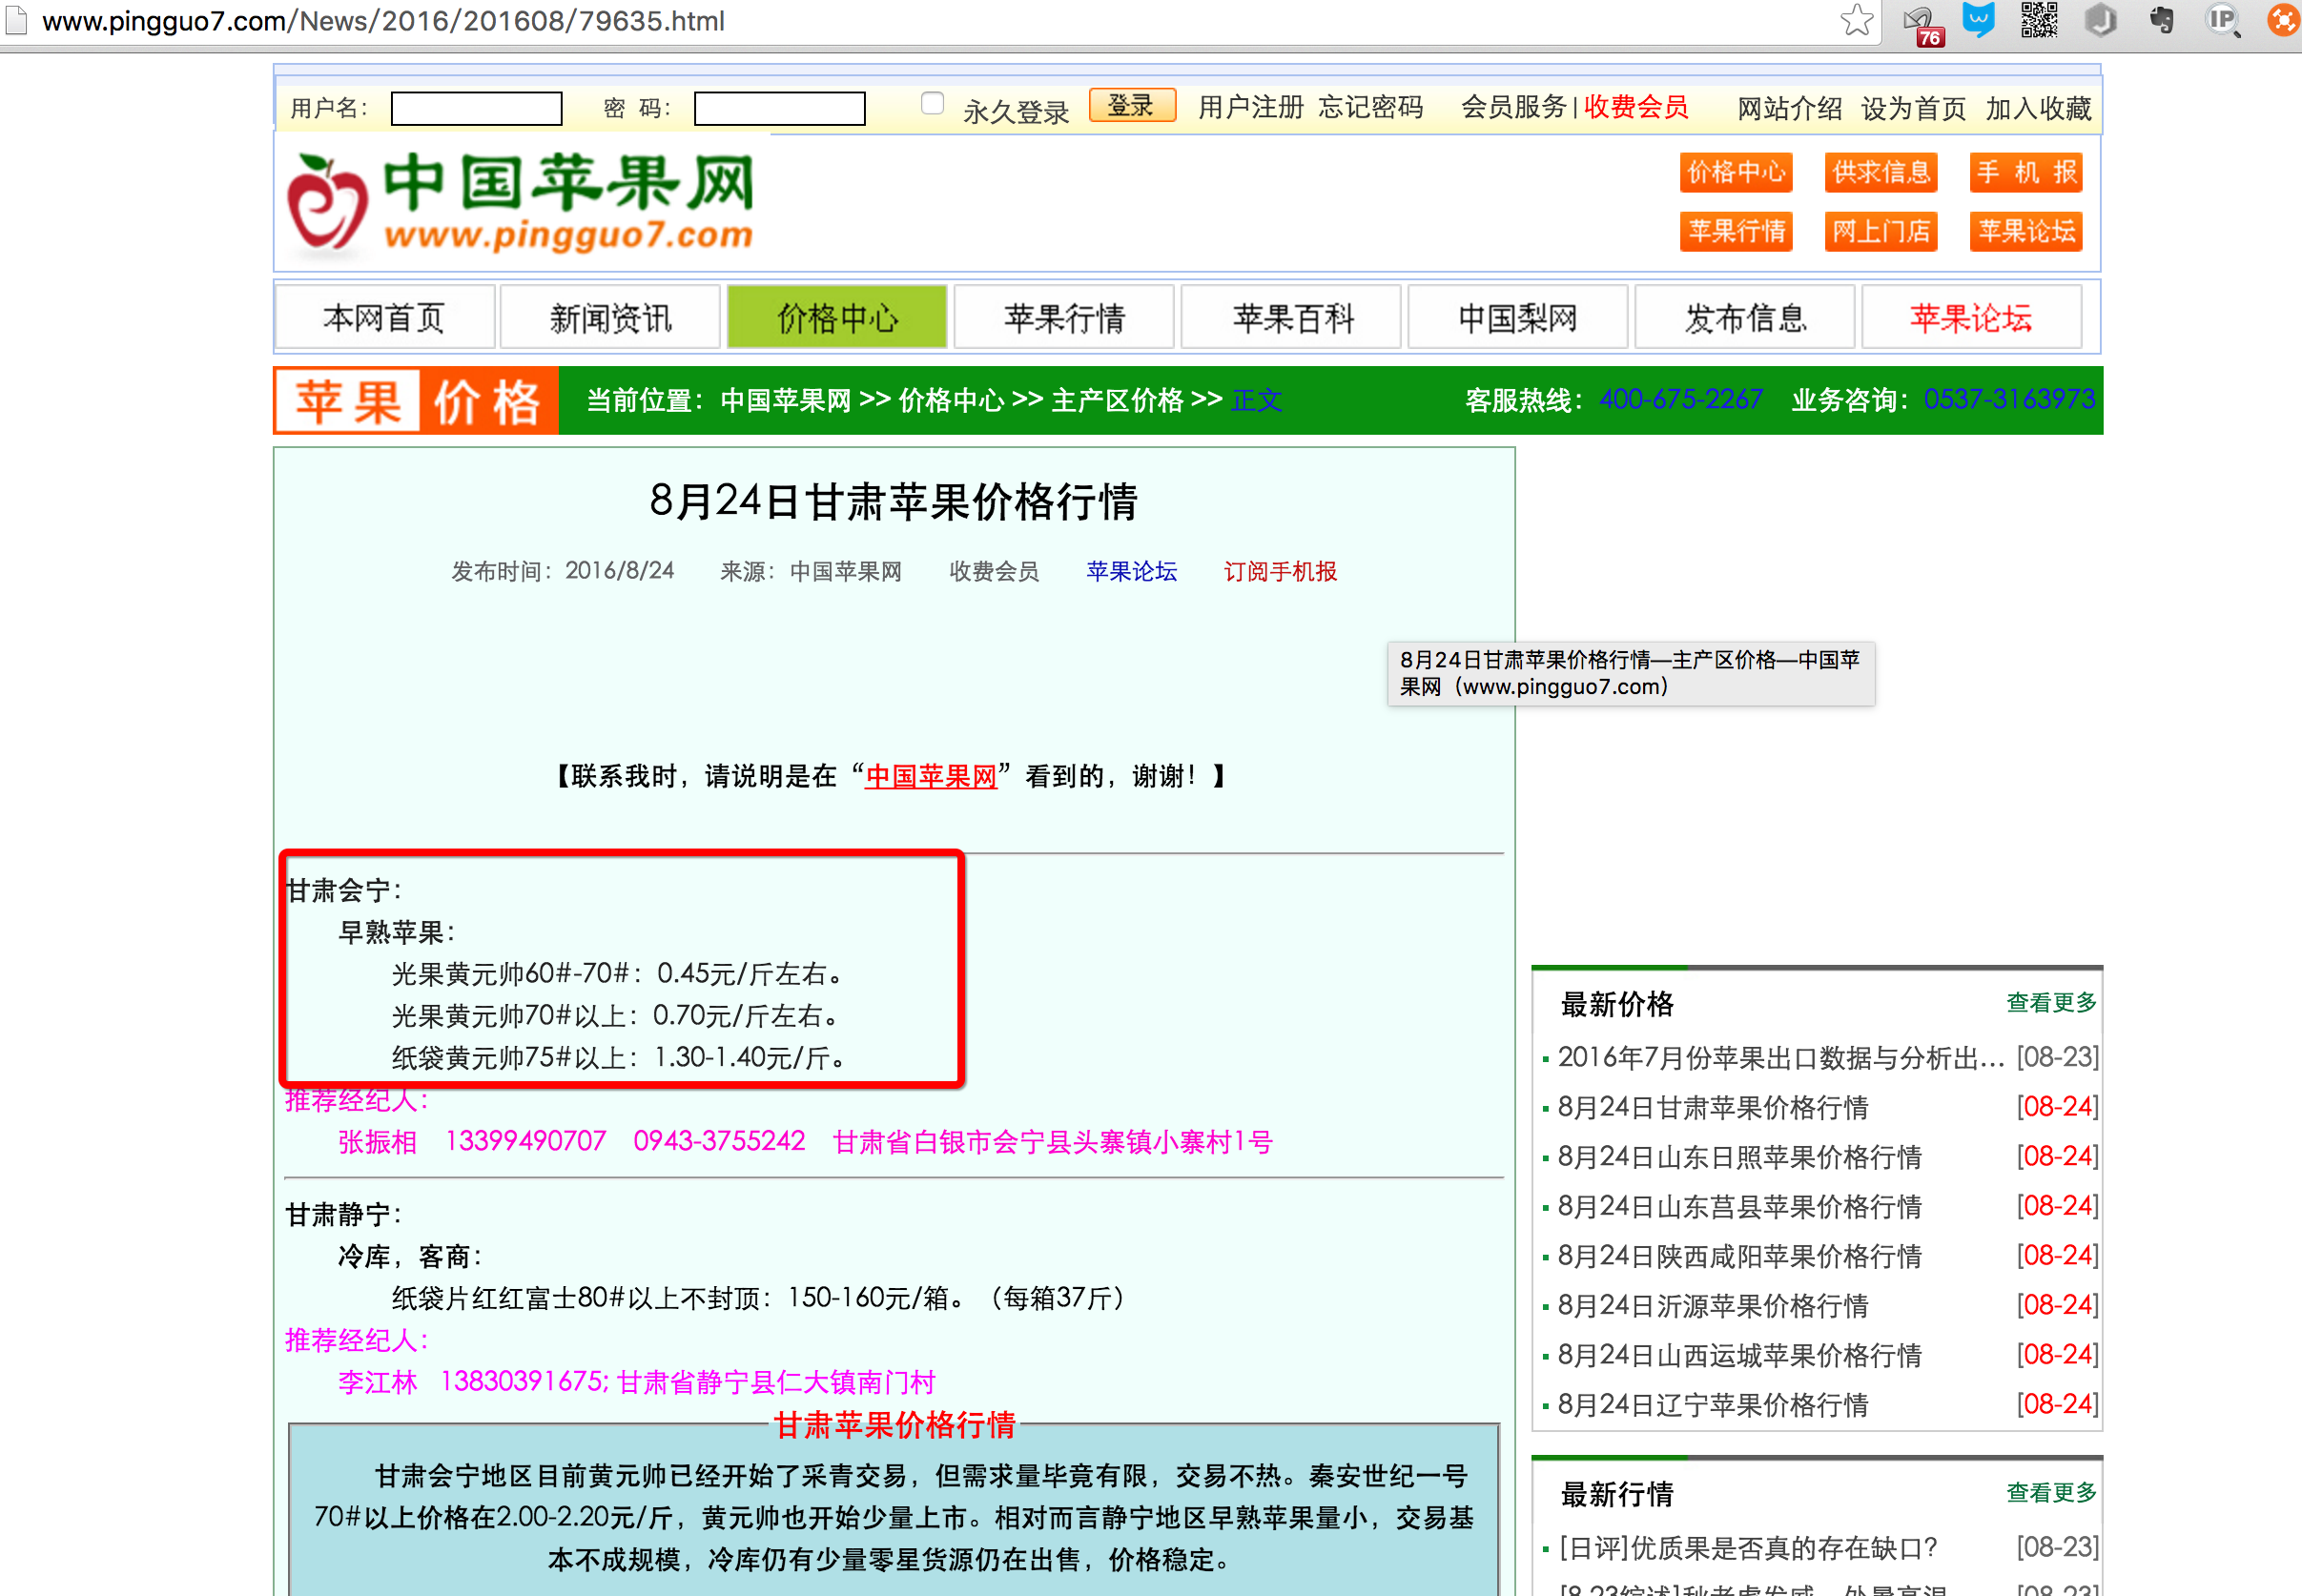 www.pingguo7.com/News/2016/201608/79635.html
76
用户名： 密 码： 永久登录 登录 用户注册 忘记密码 会员服务|收费会员 网站介绍 设为首页 加入收藏
中国苹果网
www.pingguo7.com
价格中心 供求信息 手 机 报
苹果行情 网上门店 苹果论坛
本网首页 新闻资讯 价格中心 苹果行情 苹果百科 中国梨网 发布信息 苹果论坛
苹果价格 当前位置：中国苹果网 >> 价格中心 >> 主产区价格 >> 正文 客服热线：400-675-2267 业务咨询：0537-3163973
8月24日甘肃苹果价格行情
发布时间：2016/8/24 来源：中国苹果网 收费会员 苹果论坛 订阅手机报
8月24日甘肃苹果价格行情—主产区价格—中国苹
果网（www.pingguo7.com）
【联系我时，请说明是在“中国苹果网”看到的，谢谢！】
甘肃会宁：
早熟苹果：
光果黄元帅60#-70#：0.45元/斤左右。
光果黄元帅70#以上：0.70元/斤左右。
纸袋黄元帅75#以上：1.30-1.40元/斤。
推荐经纪人：
张振相 13399490707 0943-3755242 甘肃省白银市会宁县头寨镇小寨村1号
甘肃静宁：
冷库，客商：
纸袋片红红富士80#以上不封顶：150-160元/箱。（每箱37斤）
推荐经纪人：
李江林 13830391675; 甘肃省静宁县仁大镇南门村
甘肃苹果价格行情
甘肃会宁地区目前黄元帅已经开始了采青交易，但需求量毕竟有限，交易不热。秦安世纪一号
70#以上价格在2.00-2.20元/斤，黄元帅也开始少量上市。相对而言静宁地区早熟苹果量小，交易基
本不成规模，冷库仍有少量零星货源仍在出售，价格稳定。
最新价格 查看更多
2016年7月份苹果出口数据与分析出... [08-23]
8月24日甘肃苹果价格行情 [08-24]
8月24日山东日照苹果价格行情 [08-24]
8月24日山东莒县苹果价格行情 [08-24]
8月24日陕西咸阳苹果价格行情 [08-24]
8月24日沂源苹果价格行情 [08-24]
8月24日山西运城苹果价格行情 [08-24]
8月24日辽宁苹果价格行情 [08-24]
最新行情 查看更多
[日评]优质果是否真的存在缺口？ [08-23]